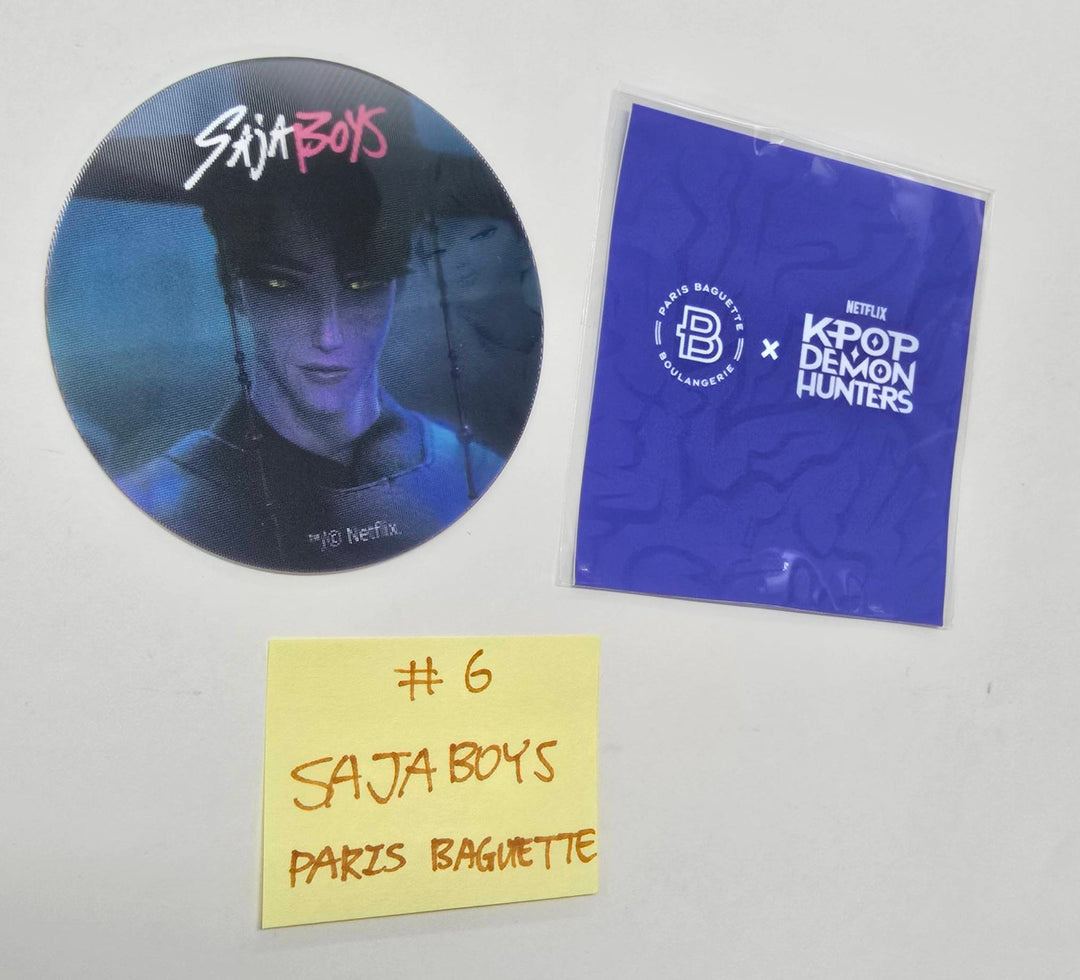 SAJA BOYS
™/© Netflix.
PARIS BAGUETTE
B
BOULANGERIE
×
NETFLIX
K-POP
DEMON
HUNTERS
# 6
SAJA BOYS
PARIS BAGUETTE